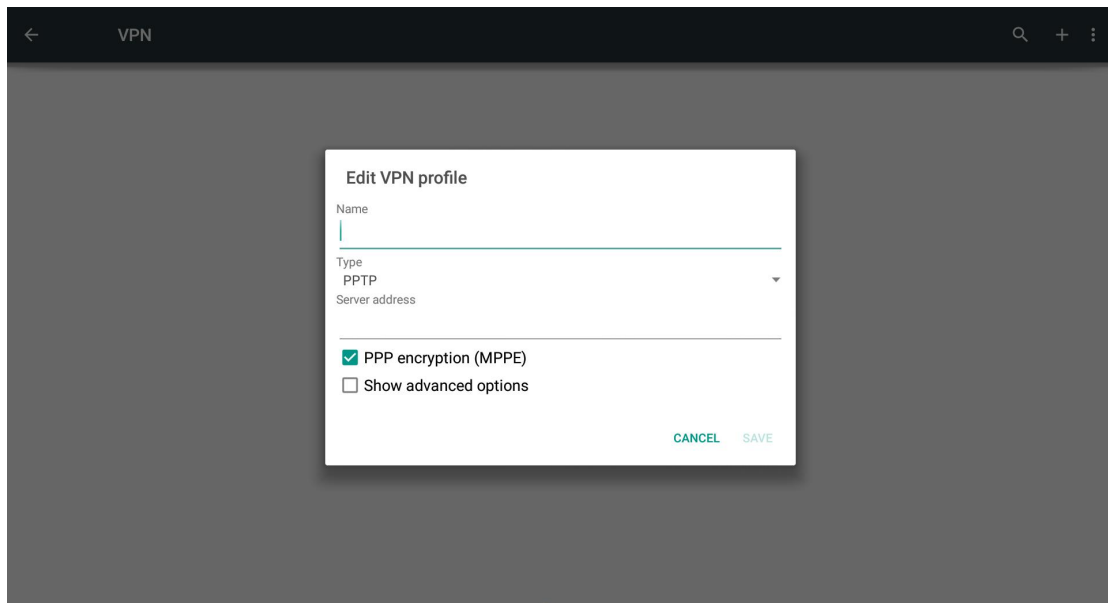 VPN
Edit VPN profile
Name
Type
PPTP
Server address
PPP encryption (MPPE)
Show advanced options
CANCEL SAVE